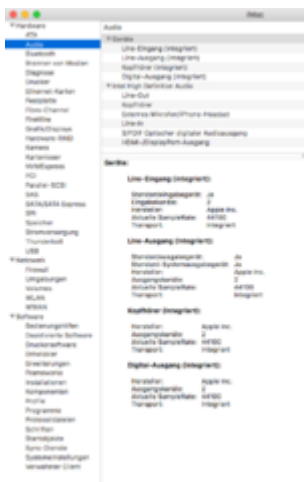 iMac
Hardware
ATA
Audio
Bluetooth
Brennen von Medien
Diagnose
Drucker
Ethernet-Karten
Festplatte
Fibre-Channel
FireWire
Grafik/Displays
Hardware-RAID
Kamera
Kartenleser
NVMExpress
PCI
Parallel-SCSI
SAS
SATA/SATA Express
SPI
Speicher
Stromversorgung
Thunderbolt
USB
Netzwerk
Firewall
Umgebungen
Volumes
WLAN
WWAN
Software
Bedienungshilfen
Deaktivierte Software
Druckersoftware
Entwickler
Erweiterungen
Frameworks
Installationen
Komponenten
Profile
Programme
Protokolldateien
Schriften
Startobjekte
Sync-Dienste
Systemeinstellungen
Verwalteter Client
Audio
Geräte
Line-Eingang (integriert)
Line-Ausgang (integriert)
Kopfhörer (integriert)
Digital-Ausgang (integriert)
Intel High Definition Audio
Line-Out
Kopfhörer
Externes Mikrofon/iPhone-Headset
Line-In
S/PDIF Optischer digitaler Audioausgang
HDMI-/DisplayPort-Ausgang
Geräte:
Line-Eingang (integriert):
Standardeingabegerät: Ja
Eingabekanäle: 2
Hersteller: Apple Inc.
Aktuelle SampleRate: 44100
Transport: Integriert
Line-Ausgang (integriert):
Standardausgabegerät: Ja
Standard-Systemausgabegerät: Ja
Ausgangskanäle: 2
Hersteller: Apple Inc.
Aktuelle SampleRate: 44100
Transport: Integriert
Kopfhörer (integriert):
Hersteller: Apple Inc.
Ausgangskanäle: 2
Aktuelle SampleRate: 44100
Transport: Integriert
Digital-Ausgang (integriert):
Hersteller: Apple Inc.
Ausgangskanäle: 2
Aktuelle SampleRate: 44100
Transport: Integriert